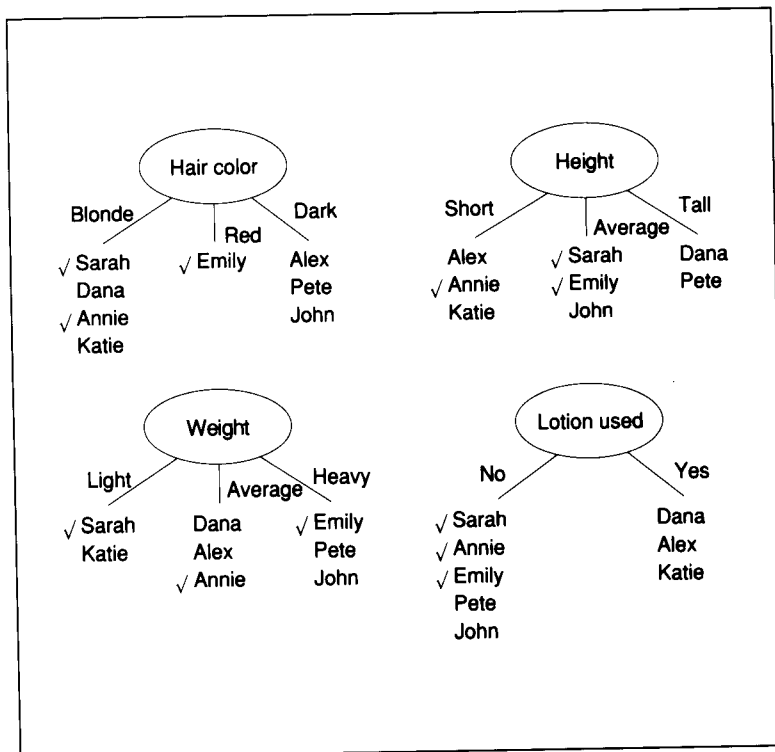 Hair color
Blonde
Red
Dark
√ Sarah
Dana
√ Annie
Katie
√ Emily
Alex
Pete
John
Height
Short
Average
Tall
Alex
√ Annie
Katie
√ Sarah
√ Emily
John
Dana
Pete
Weight
Light
Average
Heavy
√ Sarah
Katie
Dana
Alex
√ Annie
√ Emily
Pete
John
Lotion used
No
Yes
√ Sarah
√ Annie
√ Emily
Pete
John
Dana
Alex
Katie